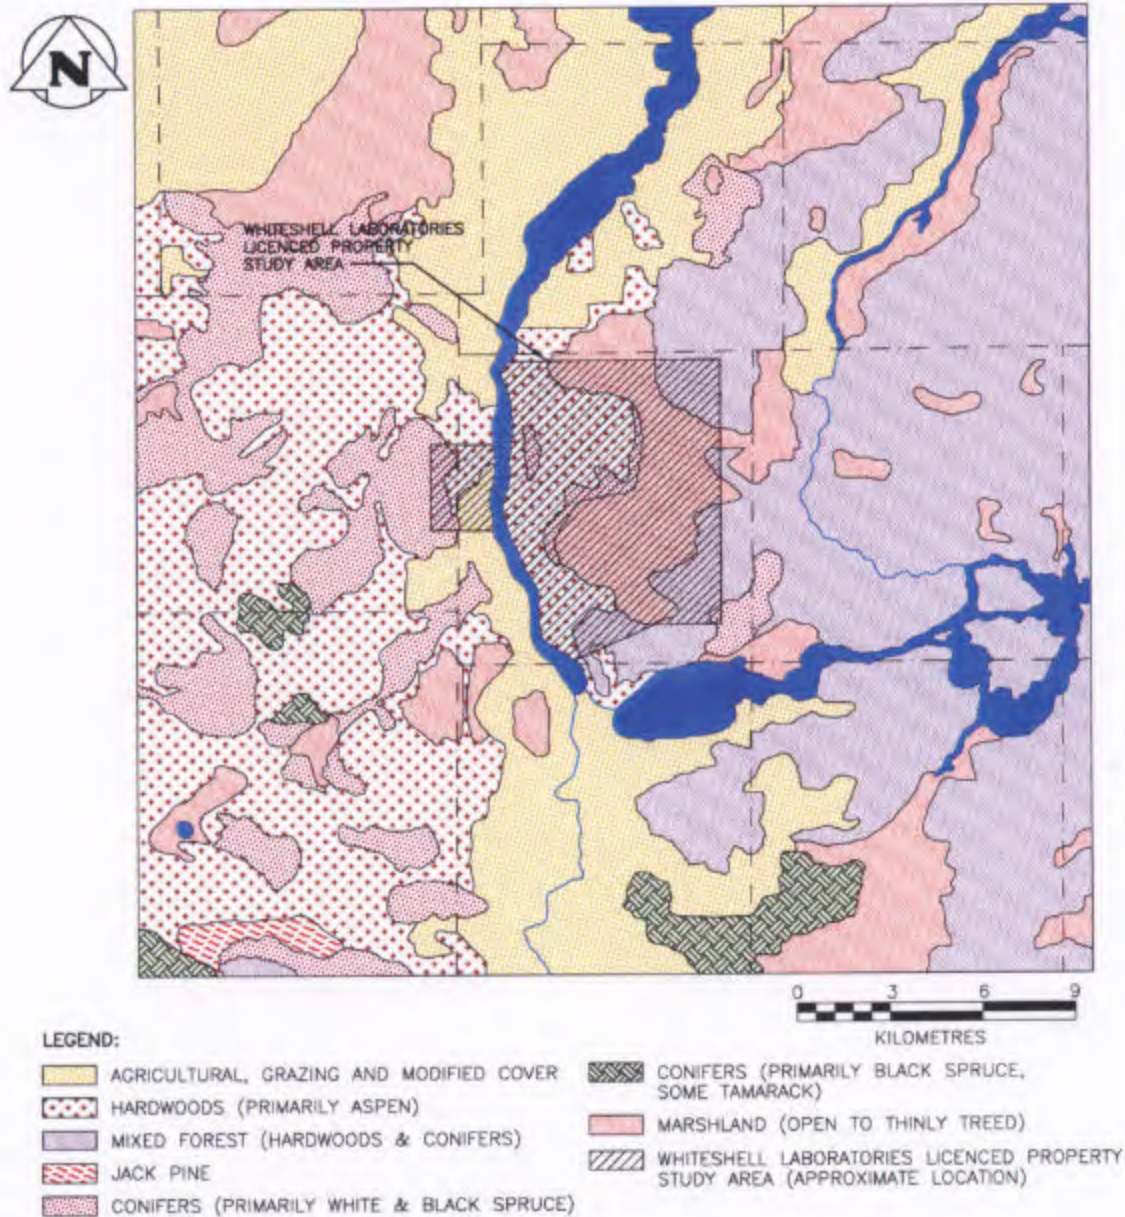 N
WHITESHELL LABORATORIES
LICENCED PROPERTY
STUDY AREA
0 3 6 9
KILOMETRES
LEGEND:
AGRICULTURAL, GRAZING AND MODIFIED COVER
HARDWOODS (PRIMARILY ASPEN)
MIXED FOREST (HARDWOODS & CONIFERS)
JACK PINE
CONIFERS (PRIMARILY WHITE & BLACK SPRUCE)
CONIFERS (PRIMARILY BLACK SPRUCE,
SOME TAMARACK)
MARSHLAND (OPEN TO THINLY TREED)
WHITESHELL LABORATORIES LICENCED PROPERTY
STUDY AREA (APPROXIMATE LOCATION)